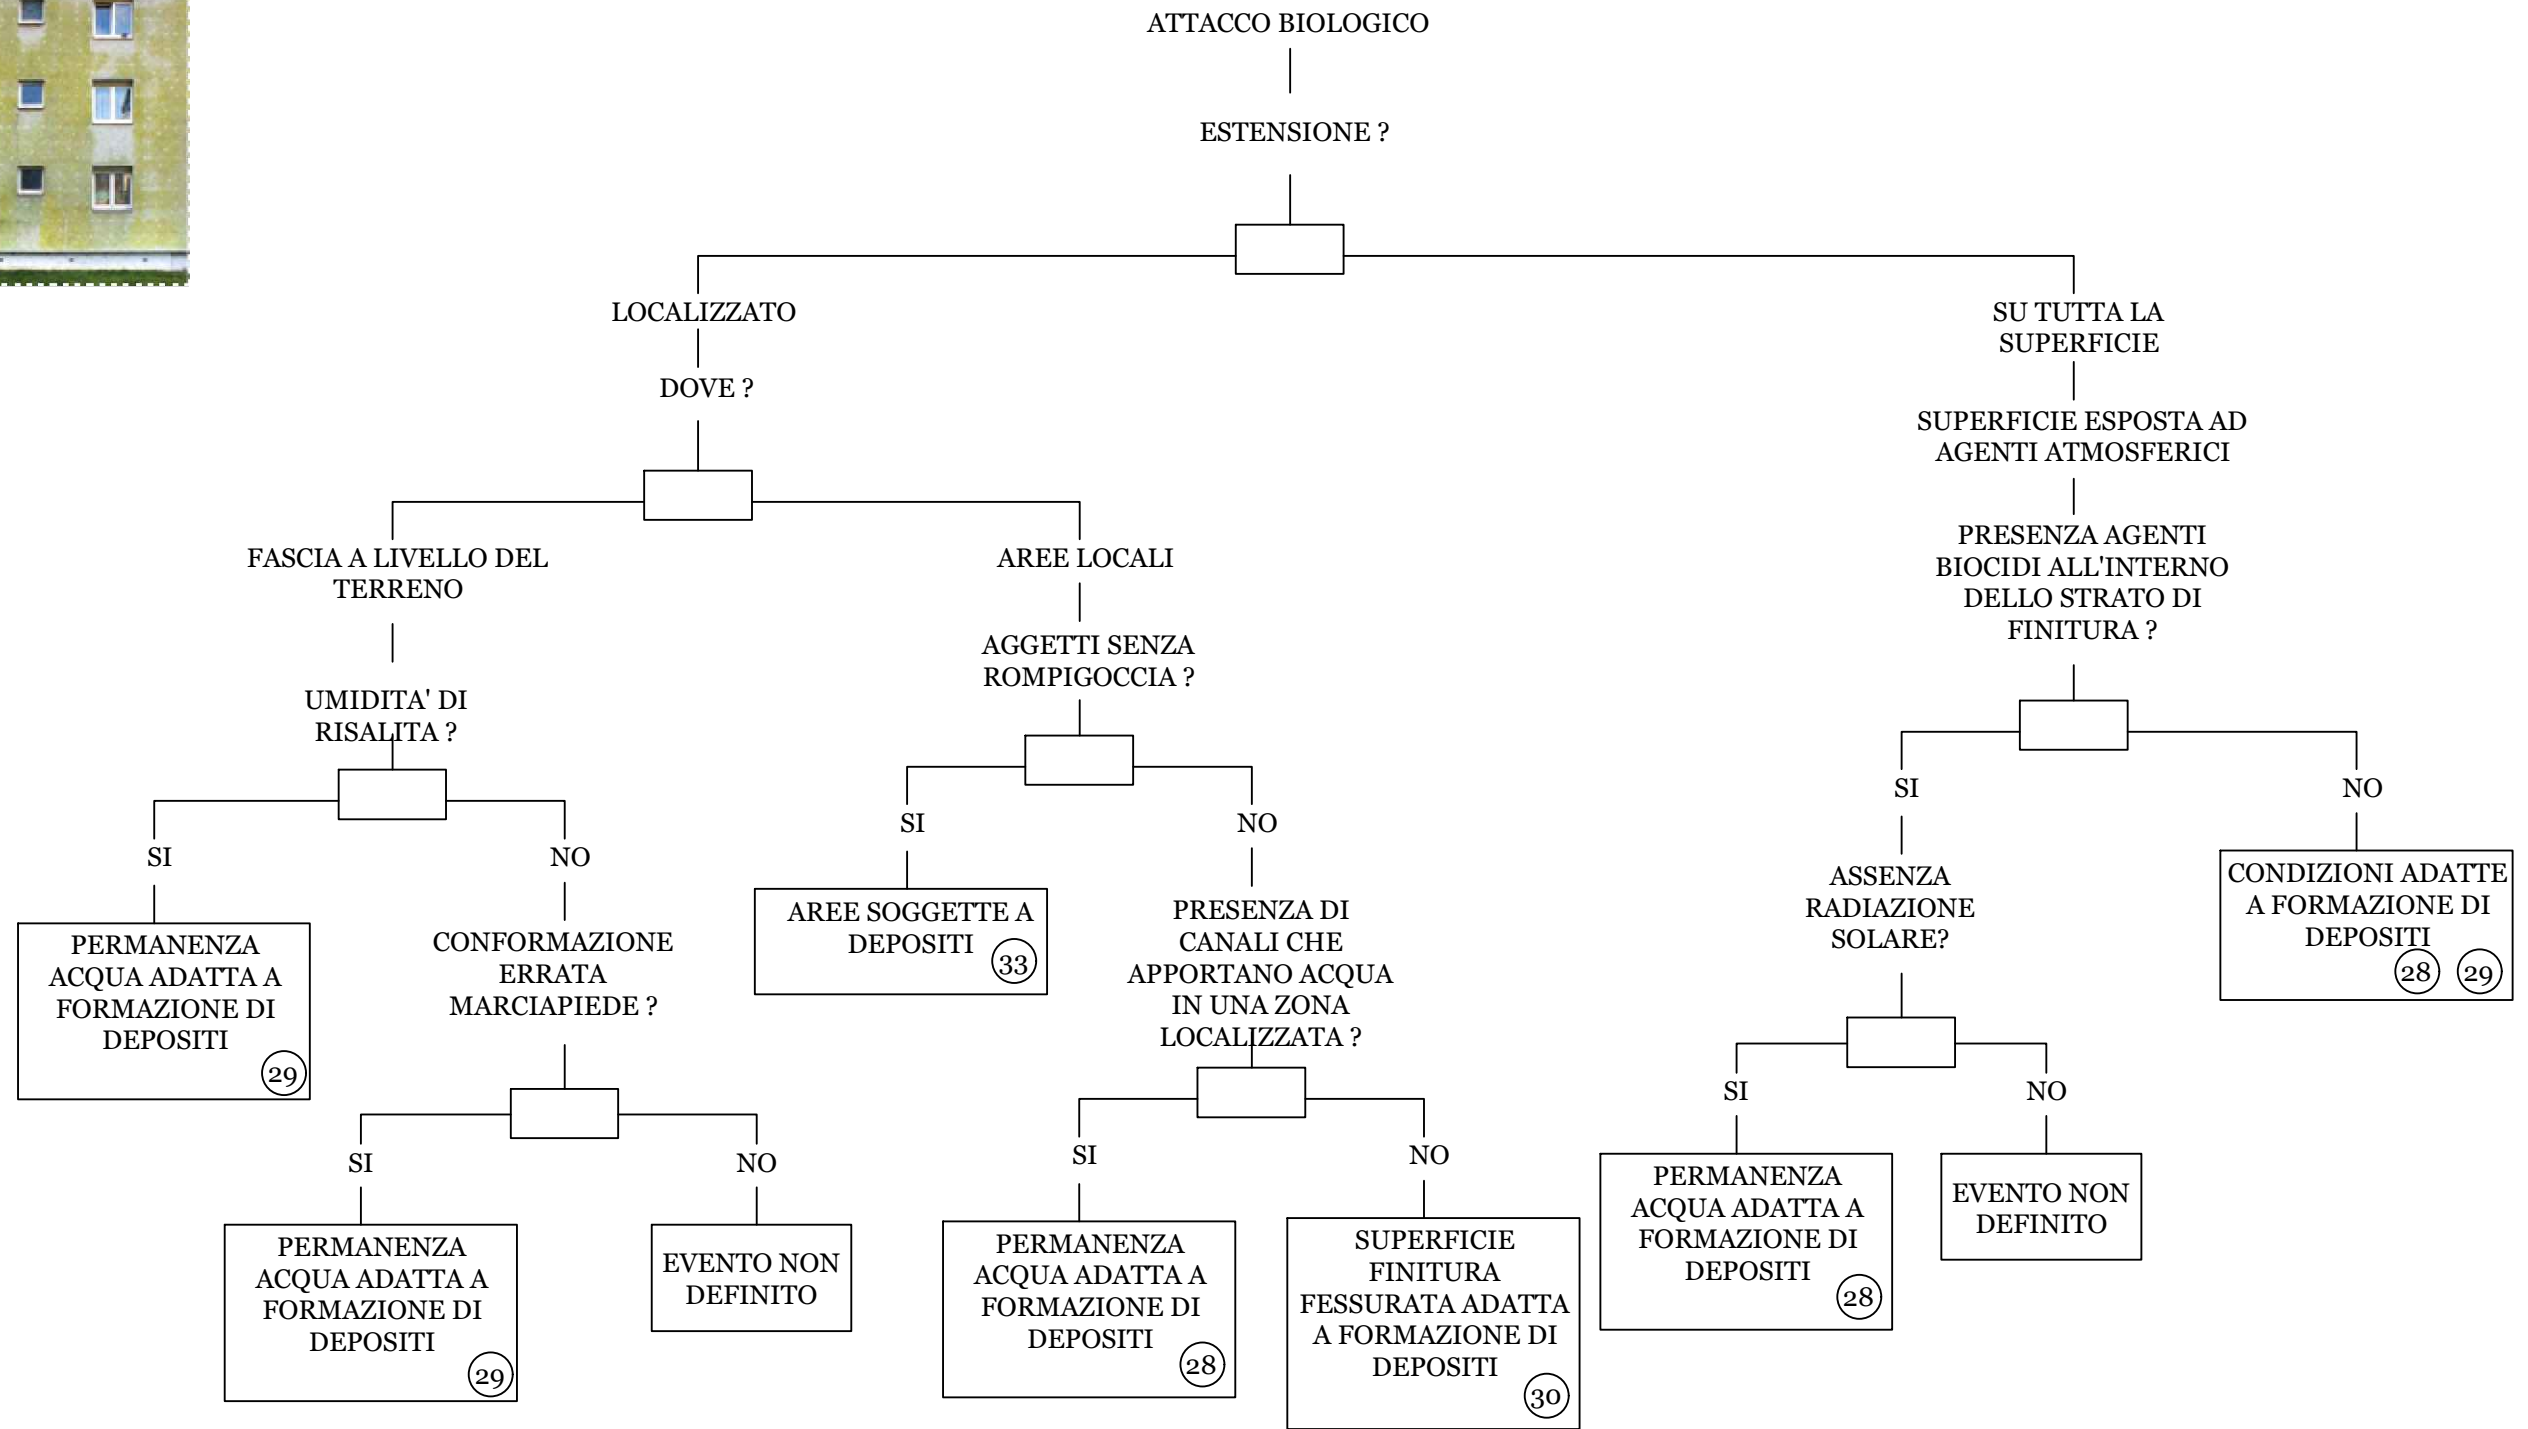 ATTACCO BIOLOGICO
ESTENSIONE ?
LOCALIZZATO
DOVE ?
FASCIA A LIVELLO DEL
TERRENO
UMIDITA' DI
RISALITA ?
SI
PERMANENZA
ACQUA ADATTA A
FORMAZIONE DI
DEPOSITI
29
NO
CONFORMAZIONE
ERRATA
MARCIAPIEDE ?
SI
PERMANENZA
ACQUA ADATTA A
FORMAZIONE DI
DEPOSITI
29
NO
EVENTO NON
DEFINITO
AREE LOCALI
AGGETTI SENZA
ROMPIGOCCIA ?
SI
AREE SOGGETTE A
DEPOSITI
33
NO
PRESENZA DI
CANALI CHE
APPORTANO ACQUA
IN UNA ZONA
LOCALIZZATA ?
SI
PERMANENZA
ACQUA ADATTA A
FORMAZIONE DI
DEPOSITI
28
NO
SUPERFICIE
FINITURA
FESSURATA ADATTA
A FORMAZIONE DI
DEPOSITI
30
SU TUTTA LA
SUPERFICIE
SUPERFICIE ESPOSTA AD
AGENTI ATMOSFERICI
PRESENZA AGENTI
BIOCIDI ALL'INTERNO
DELLO STRATO DI
FINITURA ?
SI
ASSENZA
RADIAZIONE
SOLARE?
SI
PERMANENZA
ACQUA ADATTA A
FORMAZIONE DI
DEPOSITI
28
NO
EVENTO NON
DEFINITO
NO
CONDIZIONI ADATTE
A FORMAZIONE DI
DEPOSITI
28 29